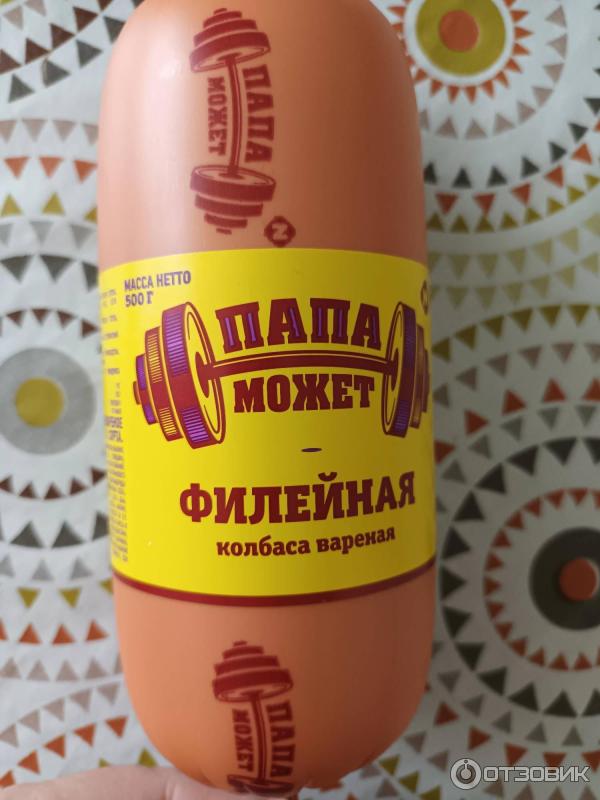 ПАПА
МОЖЕТ
МАССА НЕТТО
500 Г
ПАПА
МОЖЕТ
ФИЛЕЙНАЯ
колбаса вареная
ПАПА
МОЖЕТ
ОТЗОВИК